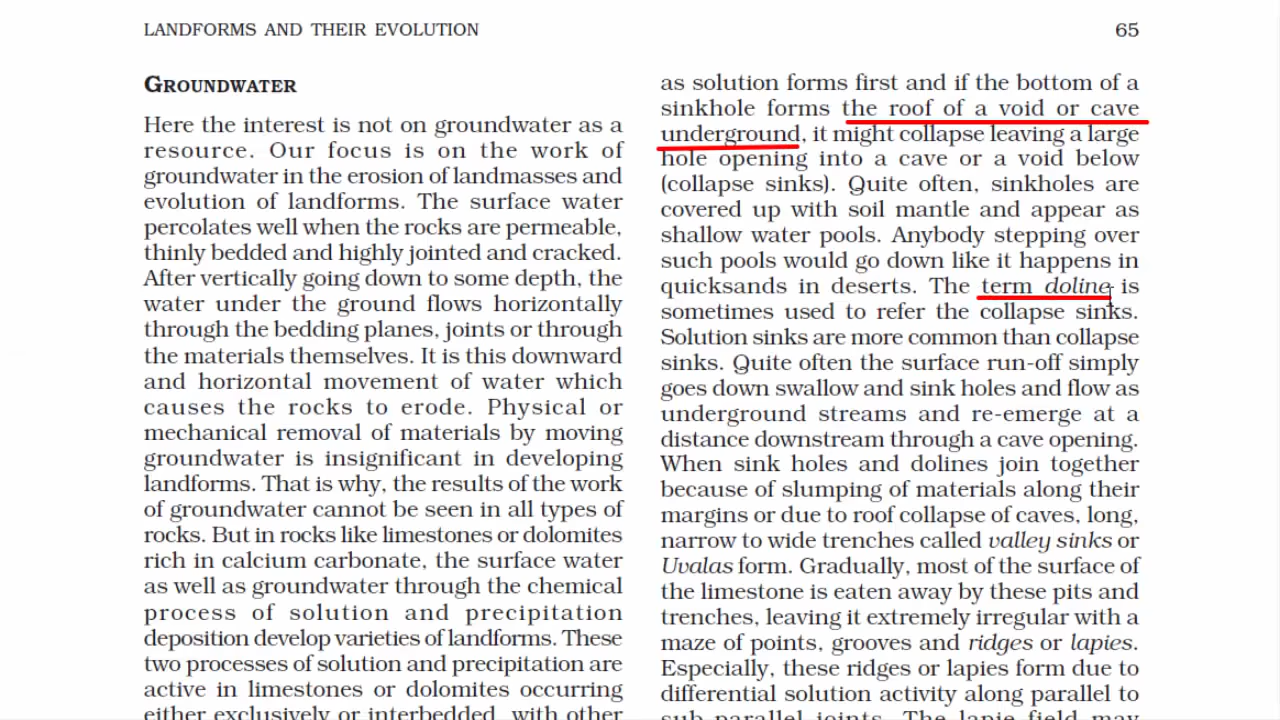 LANDFORMS AND THEIR EVOLUTION
65
GROUNDWATER
Here the interest is not on groundwater as a
resource. Our focus is on the work of
groundwater in the erosion of landmasses and
evolution of landforms. The surface water
percolates well when the rocks are permeable,
thinly bedded and highly jointed and cracked.
After vertically going down to some depth, the
water under the ground flows horizontally
through the bedding planes, joints or through
the materials themselves. It is this downward
and horizontal movement of water which
causes the rocks to erode. Physical or
mechanical removal of materials by moving
groundwater is insignificant in developing
landforms. That is why, the results of the work
of groundwater cannot be seen in all types of
rocks. But in rocks like limestones or dolomites
rich in calcium carbonate, the surface water
as well as groundwater through the chemical
process of solution and precipitation
deposition develop varieties of landforms. These
two processes of solution and precipitation are
active in limestones or dolomites occurring
either exclusively or interbedded with other
as solution forms first and if the bottom of a
sinkhole forms the roof of a void or cave
underground, it might collapse leaving a large
hole opening into a cave or a void below
(collapse sinks). Quite often, sinkholes are
covered up with soil mantle and appear as
shallow water pools. Anybody stepping over
such pools would go down like it happens in
quicksands in deserts. The term doline is
sometimes used to refer the collapse sinks.
Solution sinks are more common than collapse
sinks. Quite often the surface run-off simply
goes down swallow and sink holes and flow as
underground streams and re-emerge at a
distance downstream through a cave opening.
When sink holes and dolines join together
because of slumping of materials along their
margins or due to roof collapse of caves, long,
narrow to wide trenches called valley sinks or
Uvalas form. Gradually, most of the surface of
the limestone is eaten away by these pits and
trenches, leaving it extremely irregular with a
maze of points, grooves and ridges or lapies.
Especially, these ridges or lapies form due to
differential solution activity along parallel to
sub-parallel joints. The lapie field may